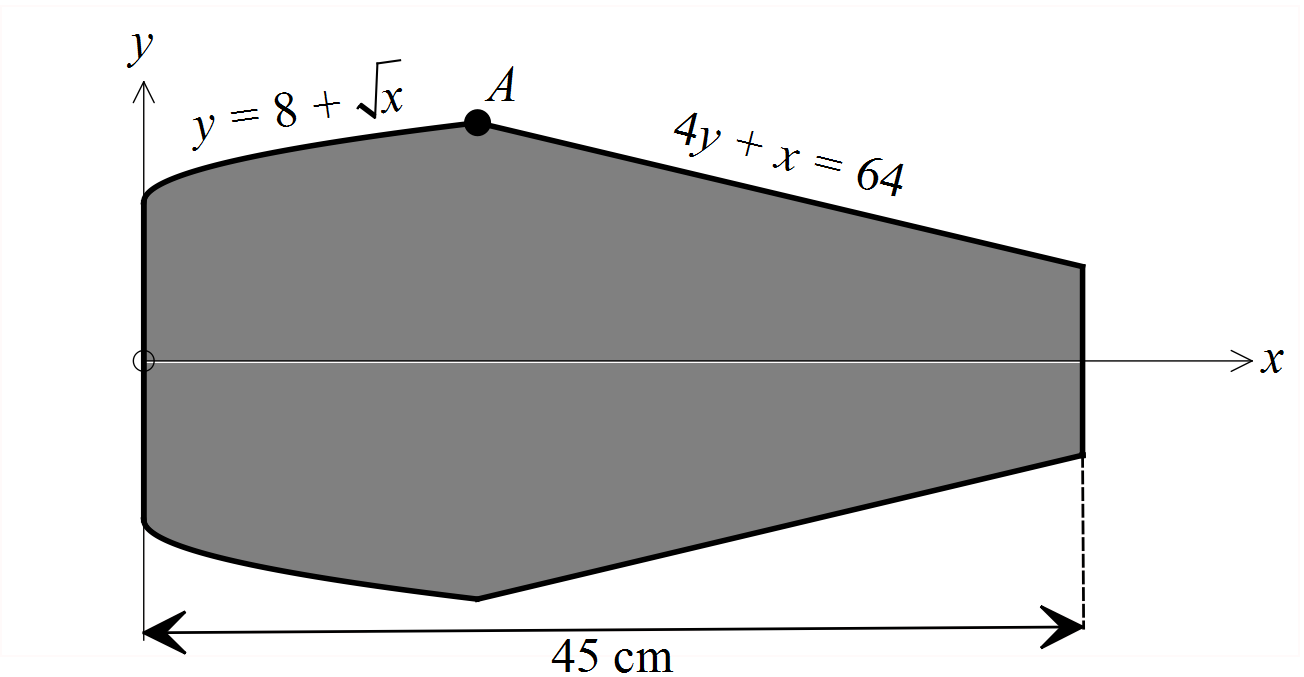 y
y = 8 + √x
A
4y + x = 64
x
45 cm